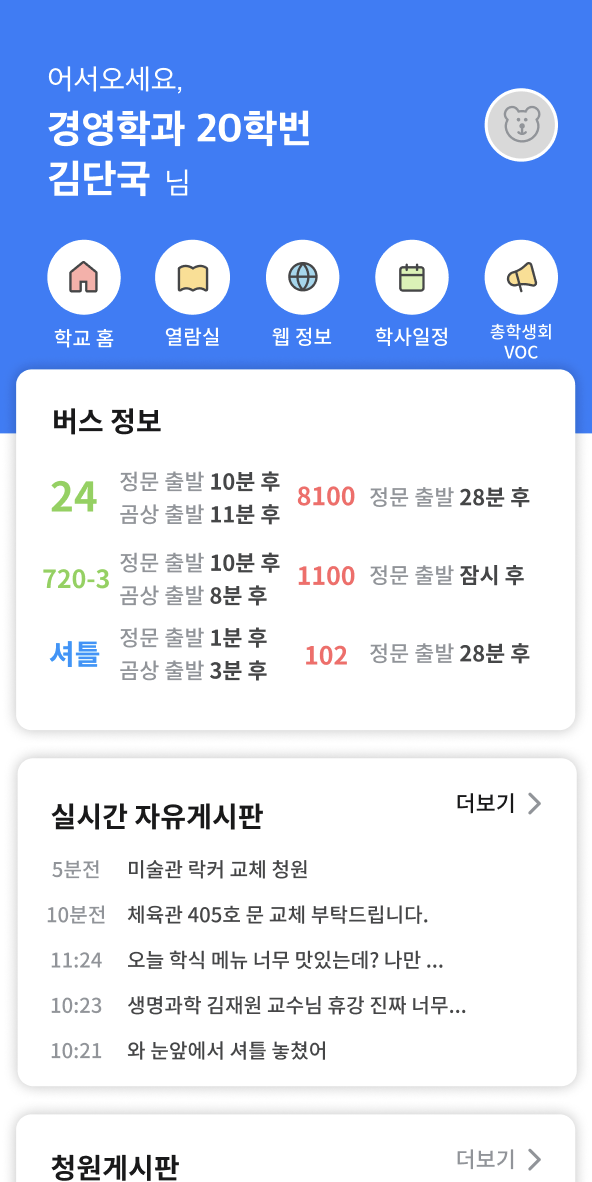 어서오세요,
경영학과 20학번
김단국 님
학교 홈
열람실
웹 정보
학사일정
총학생회
VOC
버스 정보
24
정문 출발 10분 후
곰상 출발 11분 후
8100
정문 출발 28분 후
720-3
정문 출발 10분 후
곰상 출발 8분 후
1100
정문 출발 잠시 후
셔틀
정문 출발 1분 후
곰상 출발 3분 후
102
정문 출발 28분 후
실시간 자유게시판
더보기
5분전 미술관 락커 교체 청원
10분전 체육관 405호 문 교체 부탁드립니다.
11:24 오늘 학식 메뉴 너무 맛있는데? 나만 ...
10:23 생명과학 김재원 교수님 휴강 진짜 너무...
10:21 와 눈앞에서 셔틀 놓쳤어
청원게시판
더보기